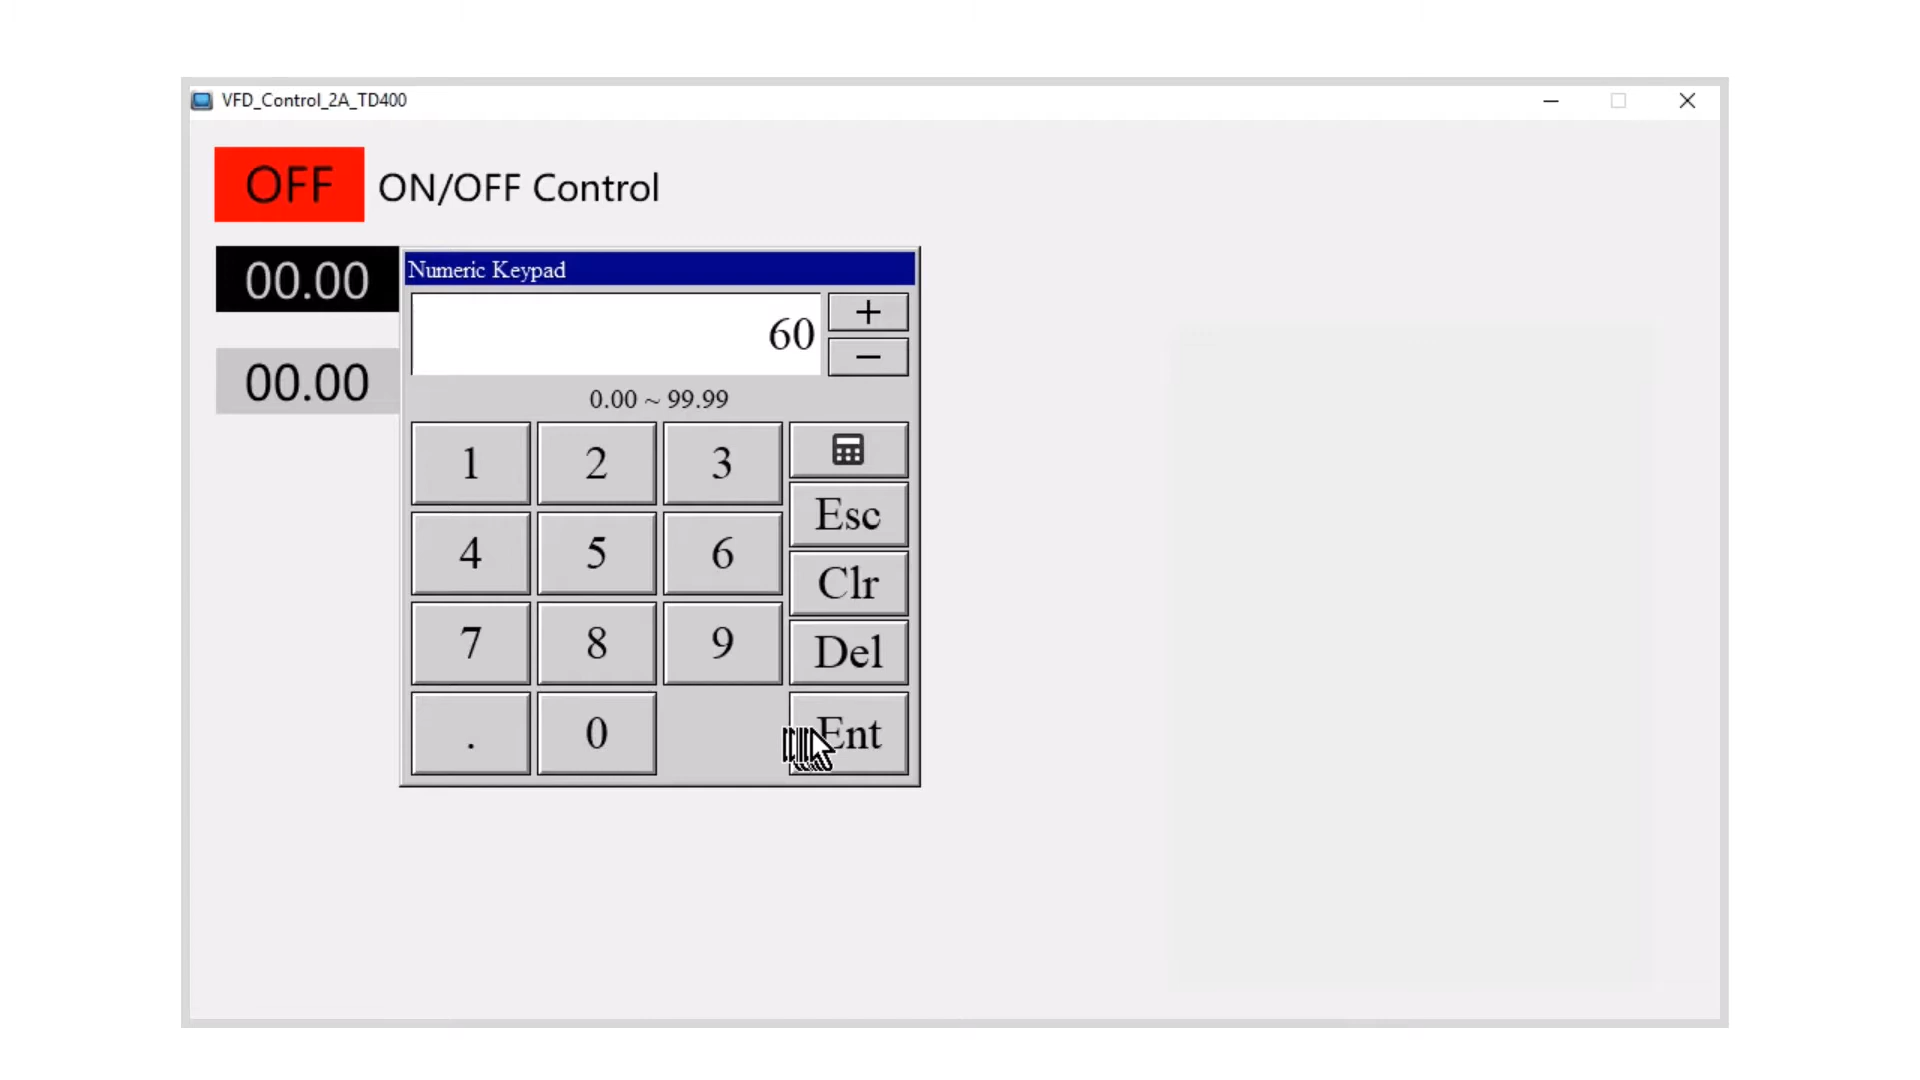 VFD_Control_2A_TD400
OFF ON/OFF Control
00.00
Numeric Keypad
60
+
−
00.00
0.00 ~ 99.99
1 2 3
Esc
4 5 6
Clr
7 8 9
Del
. 0 Ent